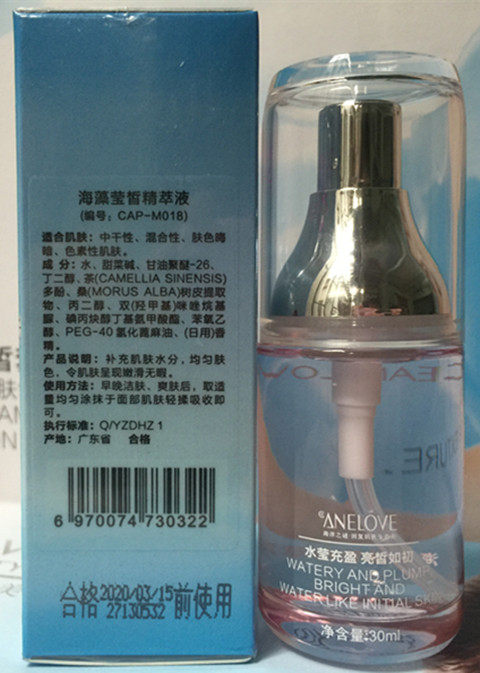 海藻莹皙精萃液
(编号: CAP-M018)
适合肌肤: 中干性、混合性、肤色晦
暗、色素性肌肤。
成 分: 水、甜菜碱、甘油聚醚-26、
丁二醇、茶(CAMELLIA SINENSIS)
多酚、桑(MORUS ALBA)树皮提取
物、丙二醇、双(羟甲基)咪唑烷基
脲、碘丙炔醇丁基氨甲酸酯、苯氧乙
醇、PEG-40氢化蓖麻油、(日用)香
精。
产品说明: 补充肌肤水分，均匀肤
色，令肌肤呈现嫩滑无暇。
使用方法: 早晚洁肤、爽肤后，取适
量均匀涂抹于面部肌肤轻揉吸收即
可。
执行标准: Q/YZDHZ 1
产地: 广东省 合格
6 970074 730322
合格 2020/03/15 前使用
27130532
ANELOVE
水莹充盈 亮皙如初
WATERY AND PLUMP
BRIGHT AND
WATER LIKE INITIAL SKIN
净含量:30ml
TURE